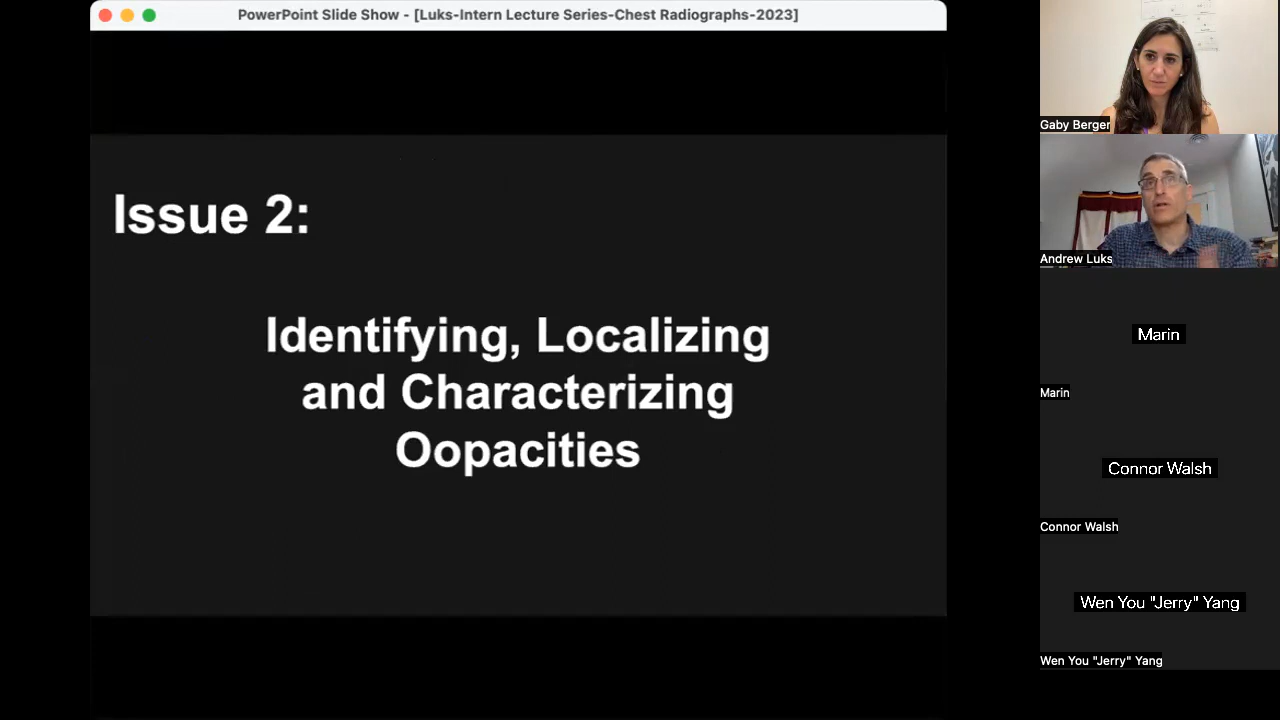 PowerPoint Slide Show - [Luks-Intern Lecture Series-Chest Radiographs-2023]
Issue 2:
Identifying, Localizing
and Characterizing
Oopacities
Gaby Berger
Andrew Luks
Marin
Marin
Connor Walsh
Connor Walsh
Wen You "Jerry" Yang
Wen You "Jerry" Yang